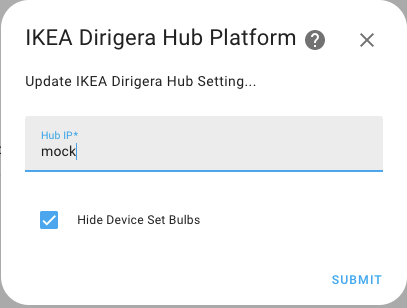 IKEA Dirigera Hub Platform
Update IKEA Dirigera Hub Setting...
Hub IP*
mock
Hide Device Set Bulbs
SUBMIT